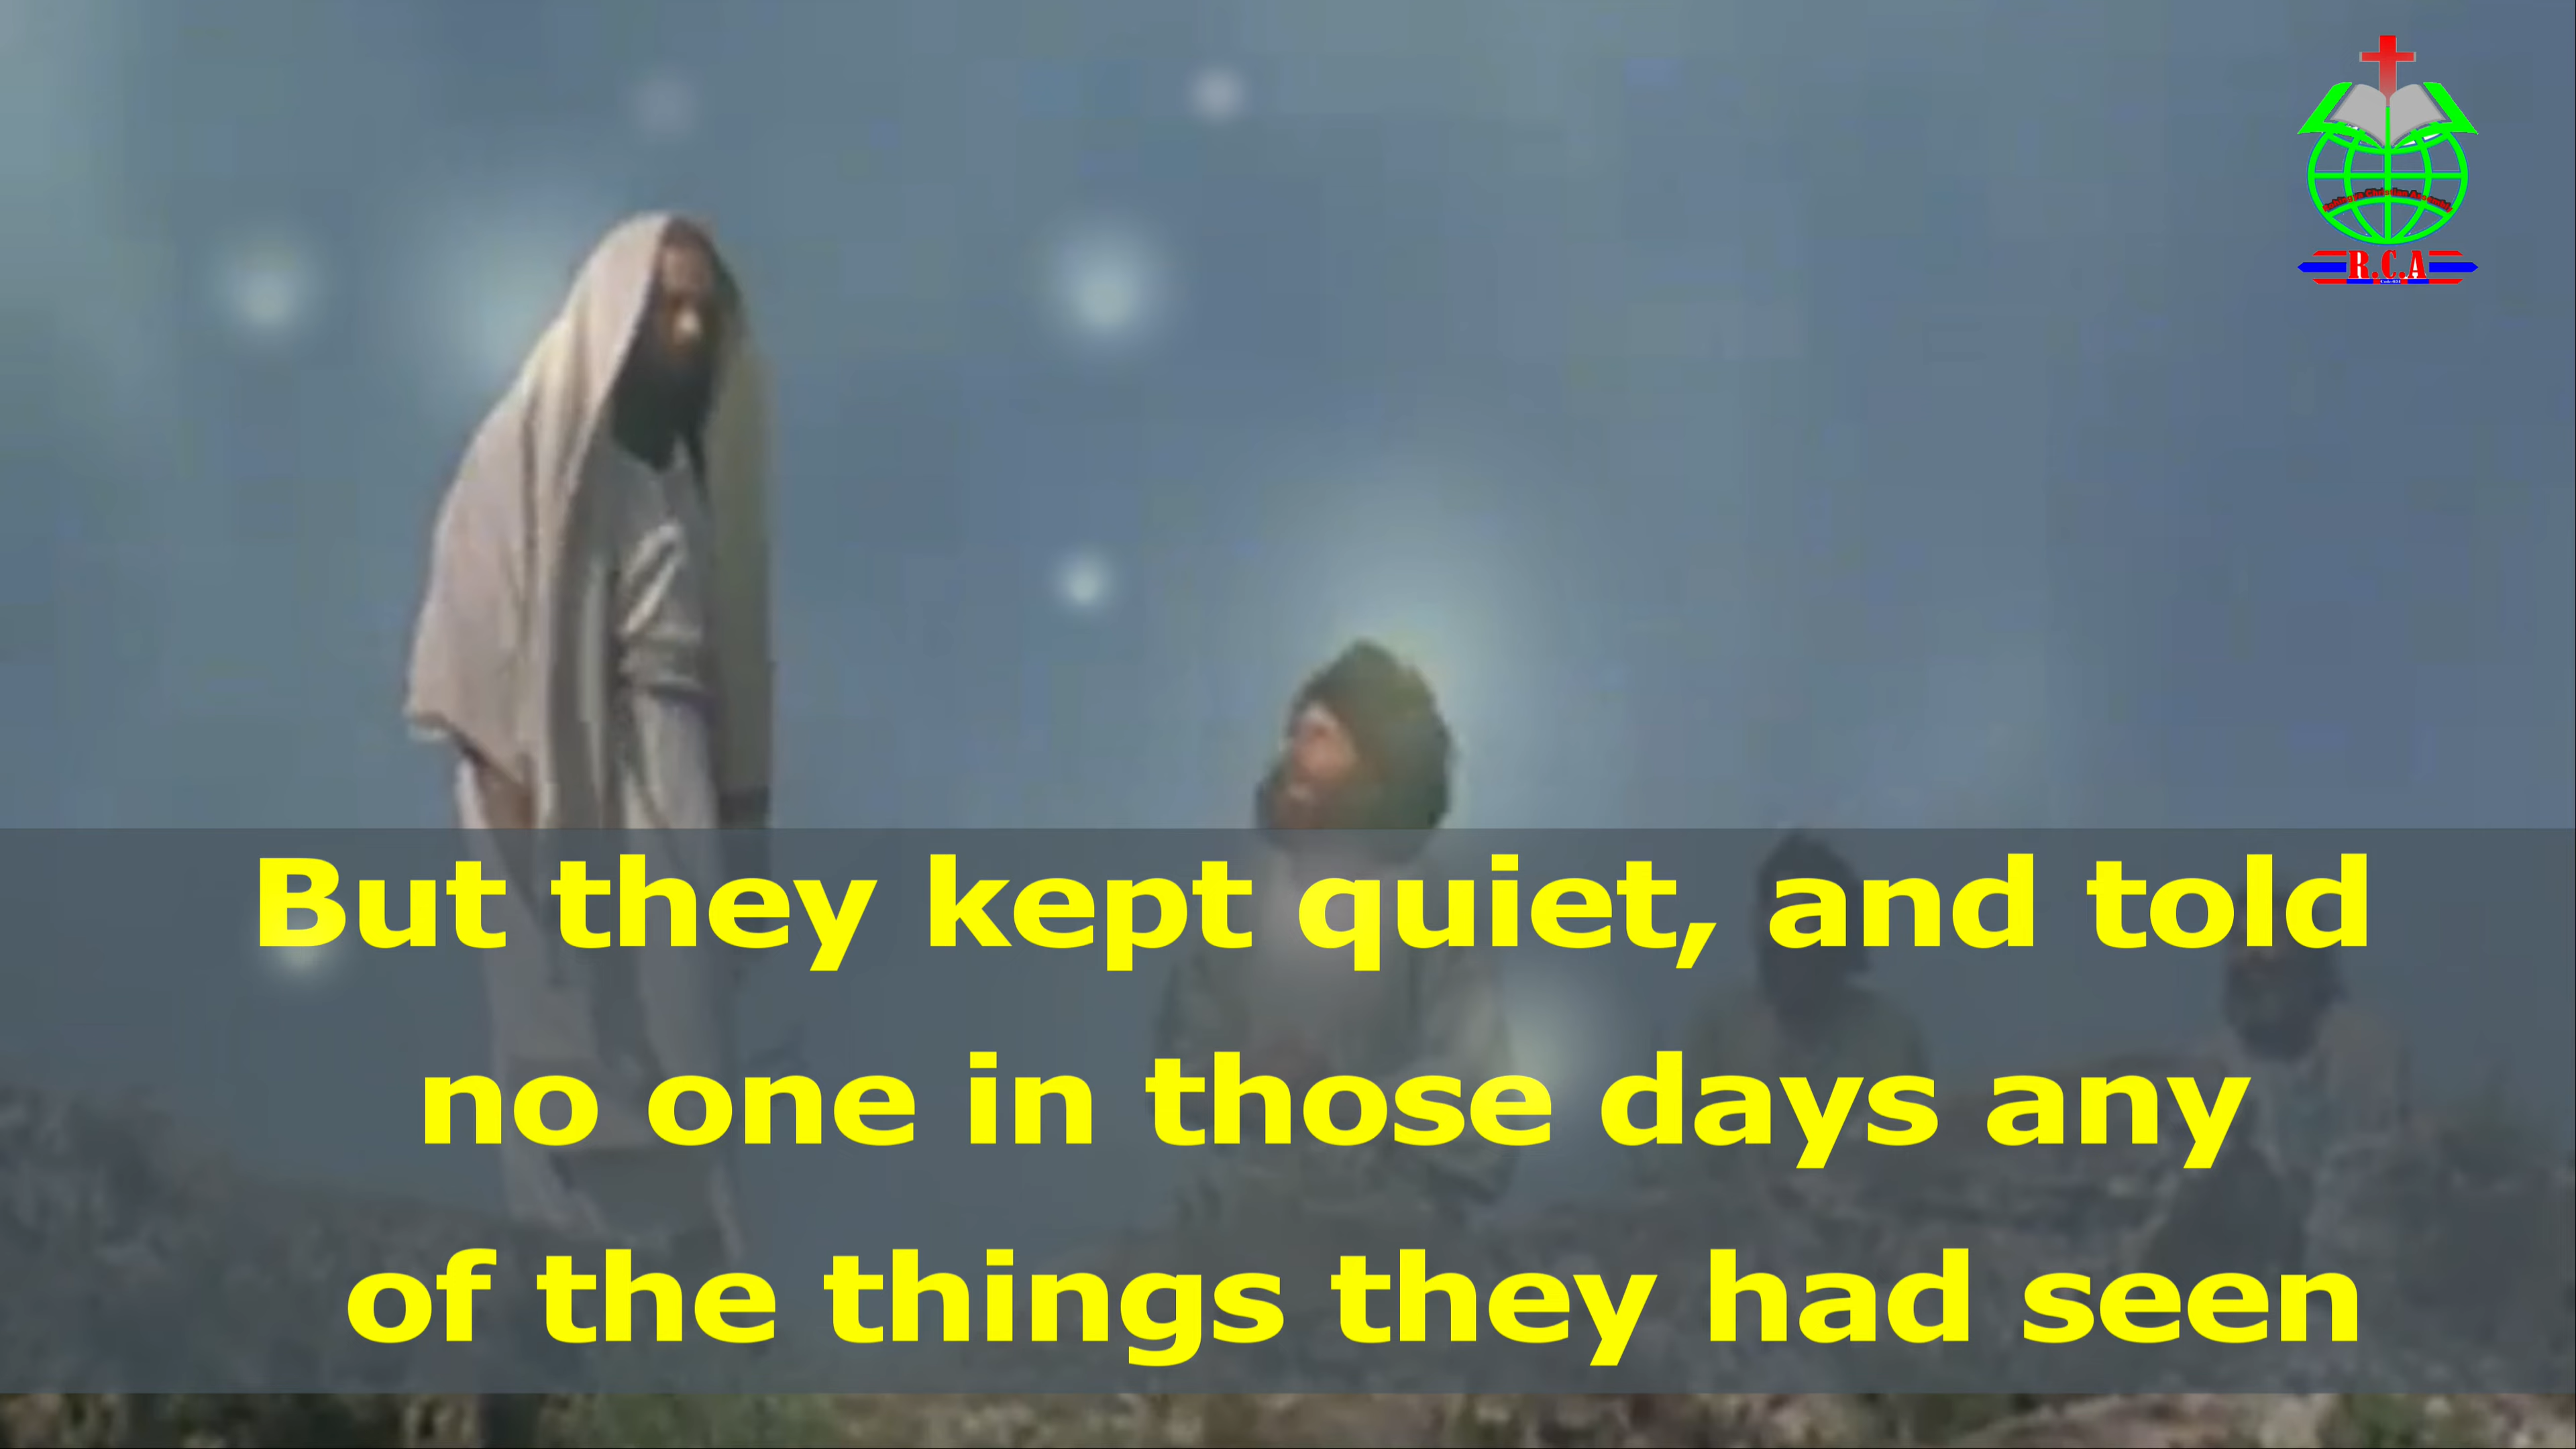 R.C.A
But they kept quiet, and told
no one in those days any
of the things they had seen